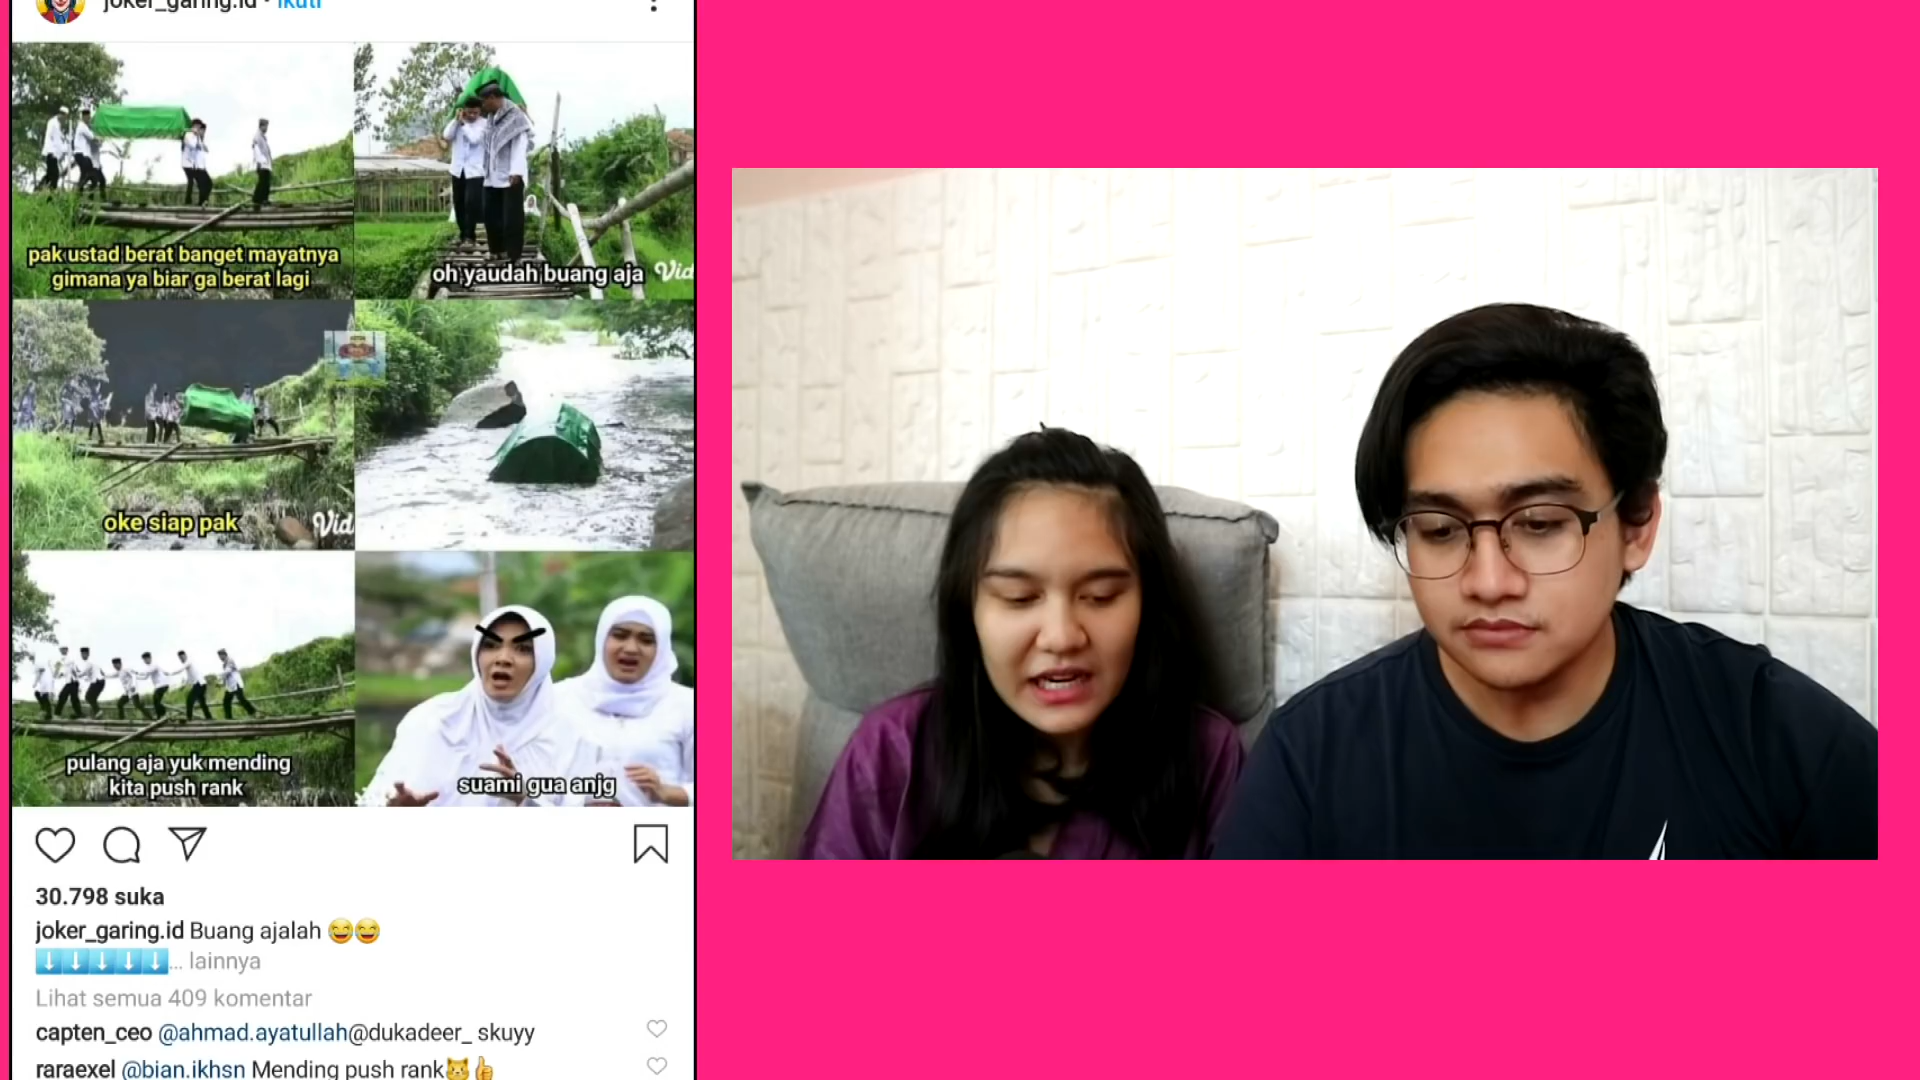 joker_garing.id • Ikuti
pak ustad berat banget mayatnya
gimana ya biar ga berat lagi
oh yaudah buang aja
Vid
oke siap pak
Vid
pulang aja yuk mending
kita push rank
suami gua anjg
30.798 suka
joker_garing.id Buang ajalah 😂😂
⬇️⬇️⬇️⬇️⬇️... lainnya
Lihat semua 409 komentar
capten_ceo @ahmad.ayatullah@dukadeer_ skuyy
raraexel @bian.ikhsn Mending push rank😼👍